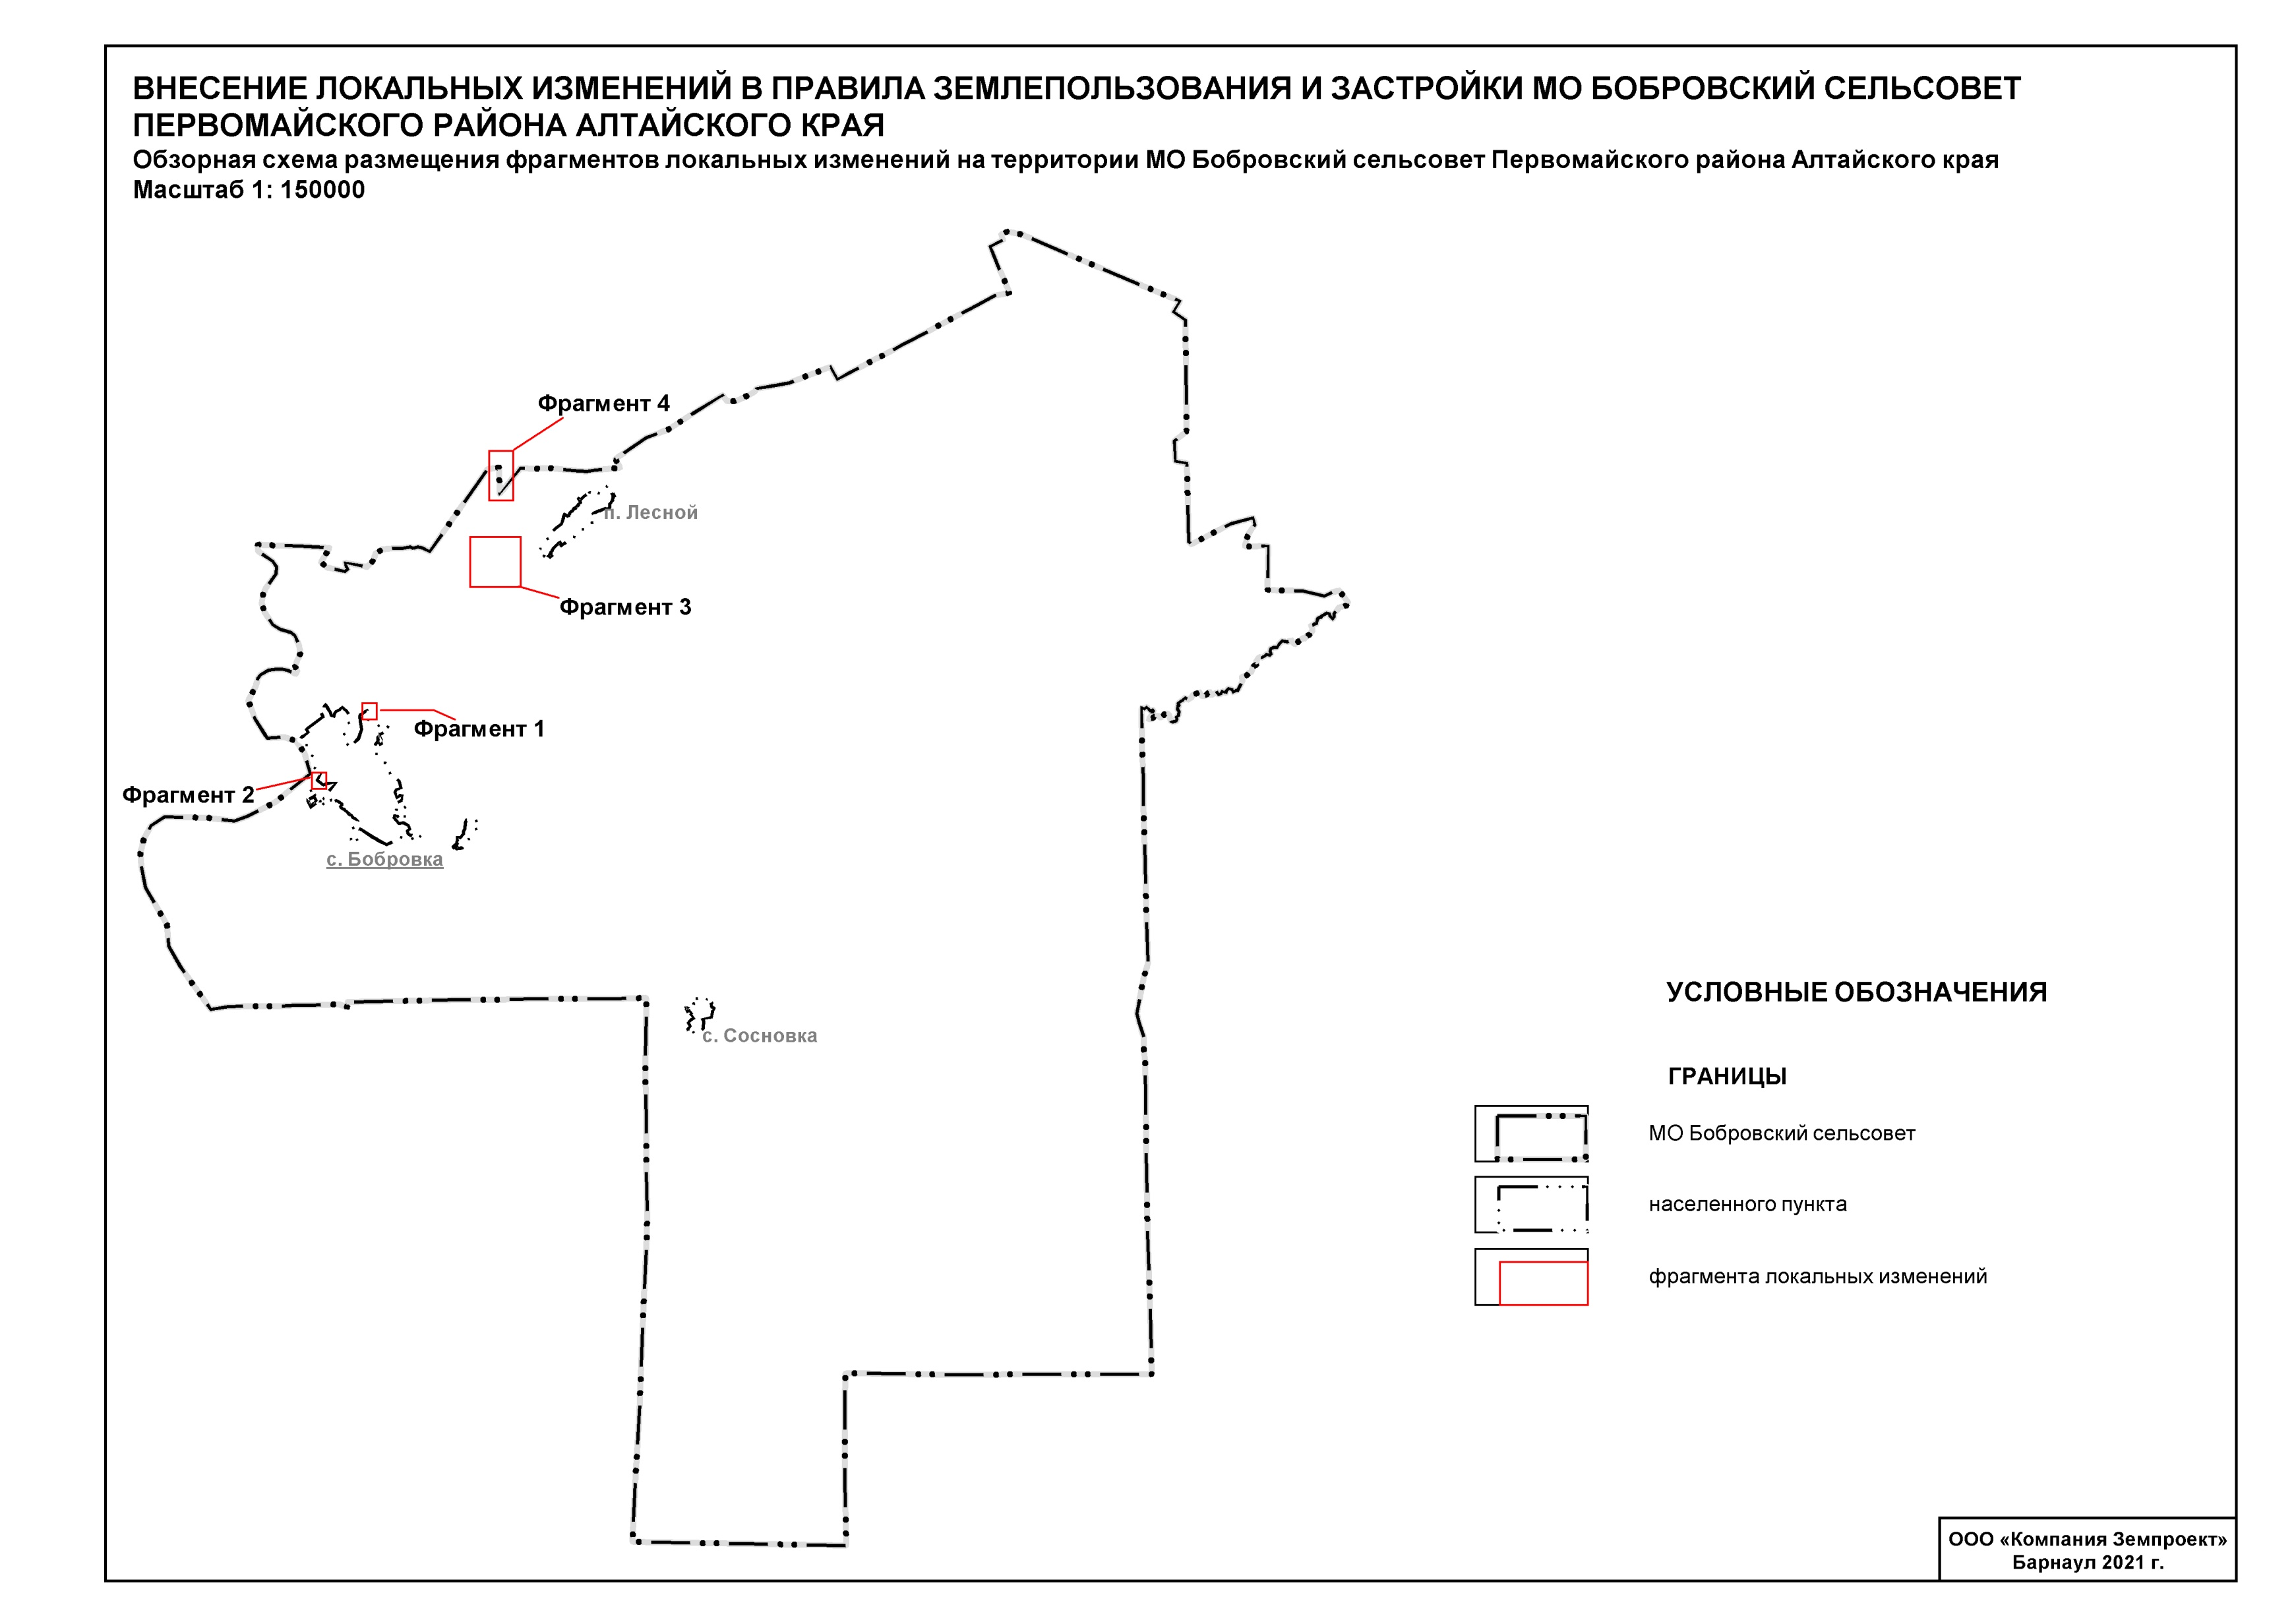 ВНЕСЕНИЕ ЛОКАЛЬНЫХ ИЗМЕНЕНИЙ В ПРАВИЛА ЗЕМЛЕПОЛЬЗОВАНИЯ И ЗАСТРОЙКИ МО БОБРОВСКИЙ СЕЛЬСОВЕТ
ПЕРВОМАЙСКОГО РАЙОНА АЛТАЙСКОГО КРАЯ
Обзорная схема размещения фрагментов локальных изменений на территории МО Бобровский сельсовет Первомайского района Алтайского края
Масштаб 1: 150000
Фрагмент 4
п. Лесной
Фрагмент 3
Фрагмент 1
Фрагмент 2
с. Бобровка
с. Сосновка
УСЛОВНЫЕ ОБОЗНАЧЕНИЯ
ГРАНИЦЫ
МО Бобровский сельсовет
населенного пункта
фрагмента локальных изменений
ООО «Компания Земпроект»
Барнаул 2021 г.